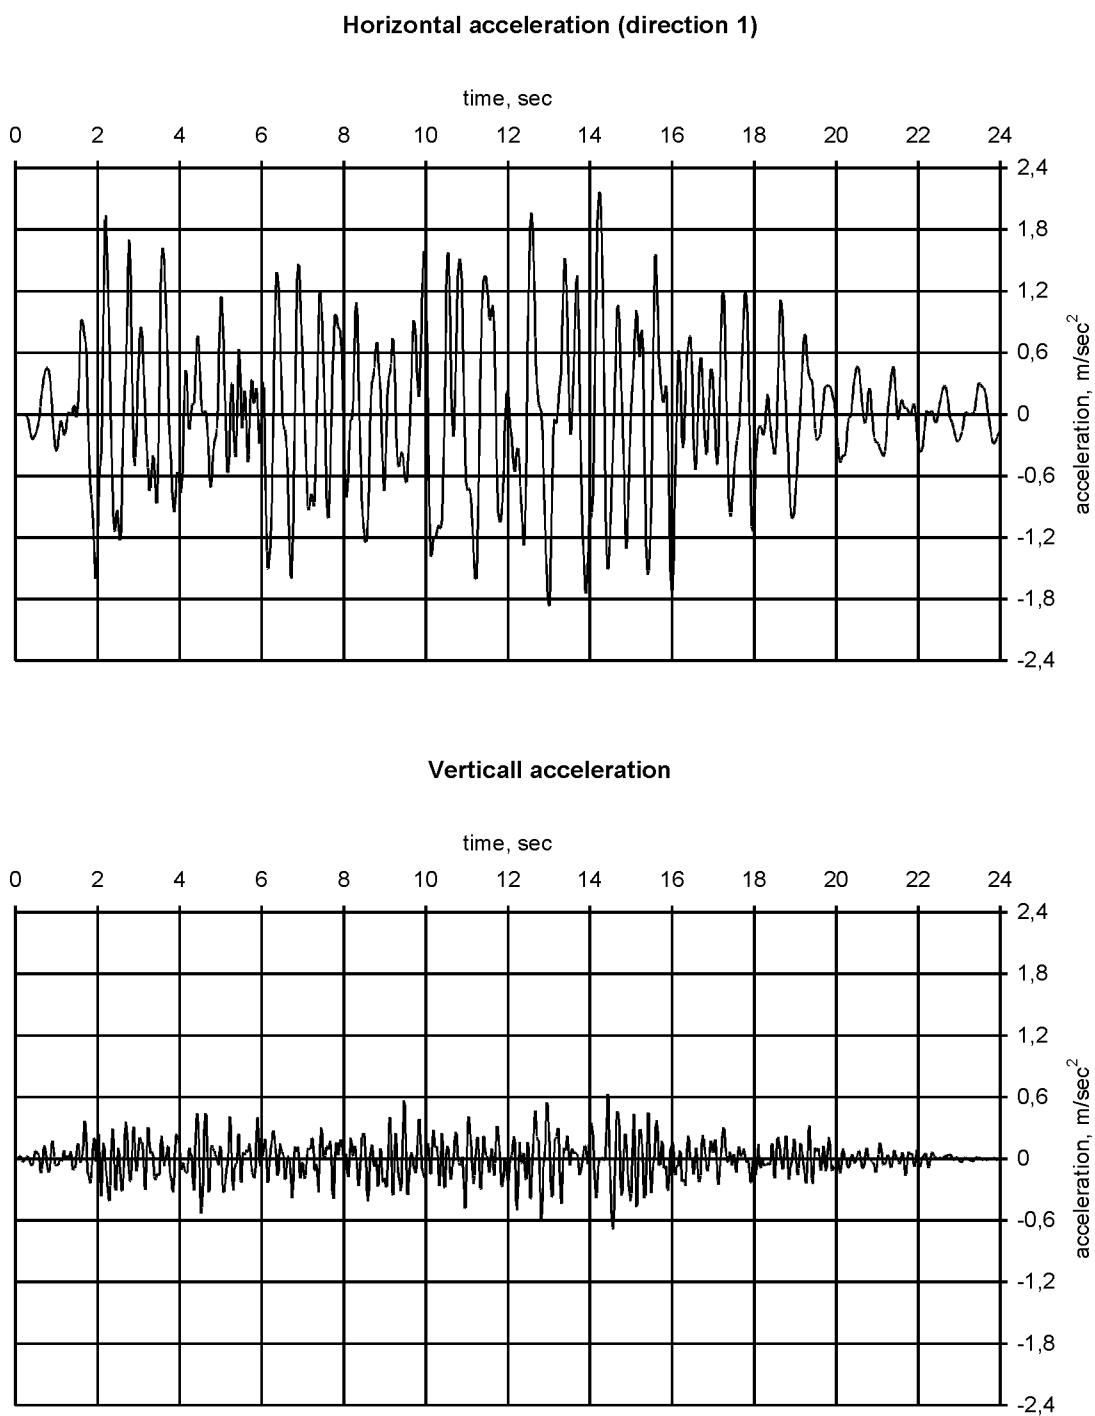 Horizontal acceleration (direction 1)
time, sec
0 2 4 6 8 10 12 14 16 18 20 22 24
2,4
1,8
1,2
0,6
0
-0,6
-1,2
-1,8
-2,4
acceleration, m/sec²
Verticall acceleration
time, sec
0 2 4 6 8 10 12 14 16 18 20 22 24
2,4
1,8
1,2
0,6
0
-0,6
-1,2
-1,8
-2,4
acceleration, m/sec²